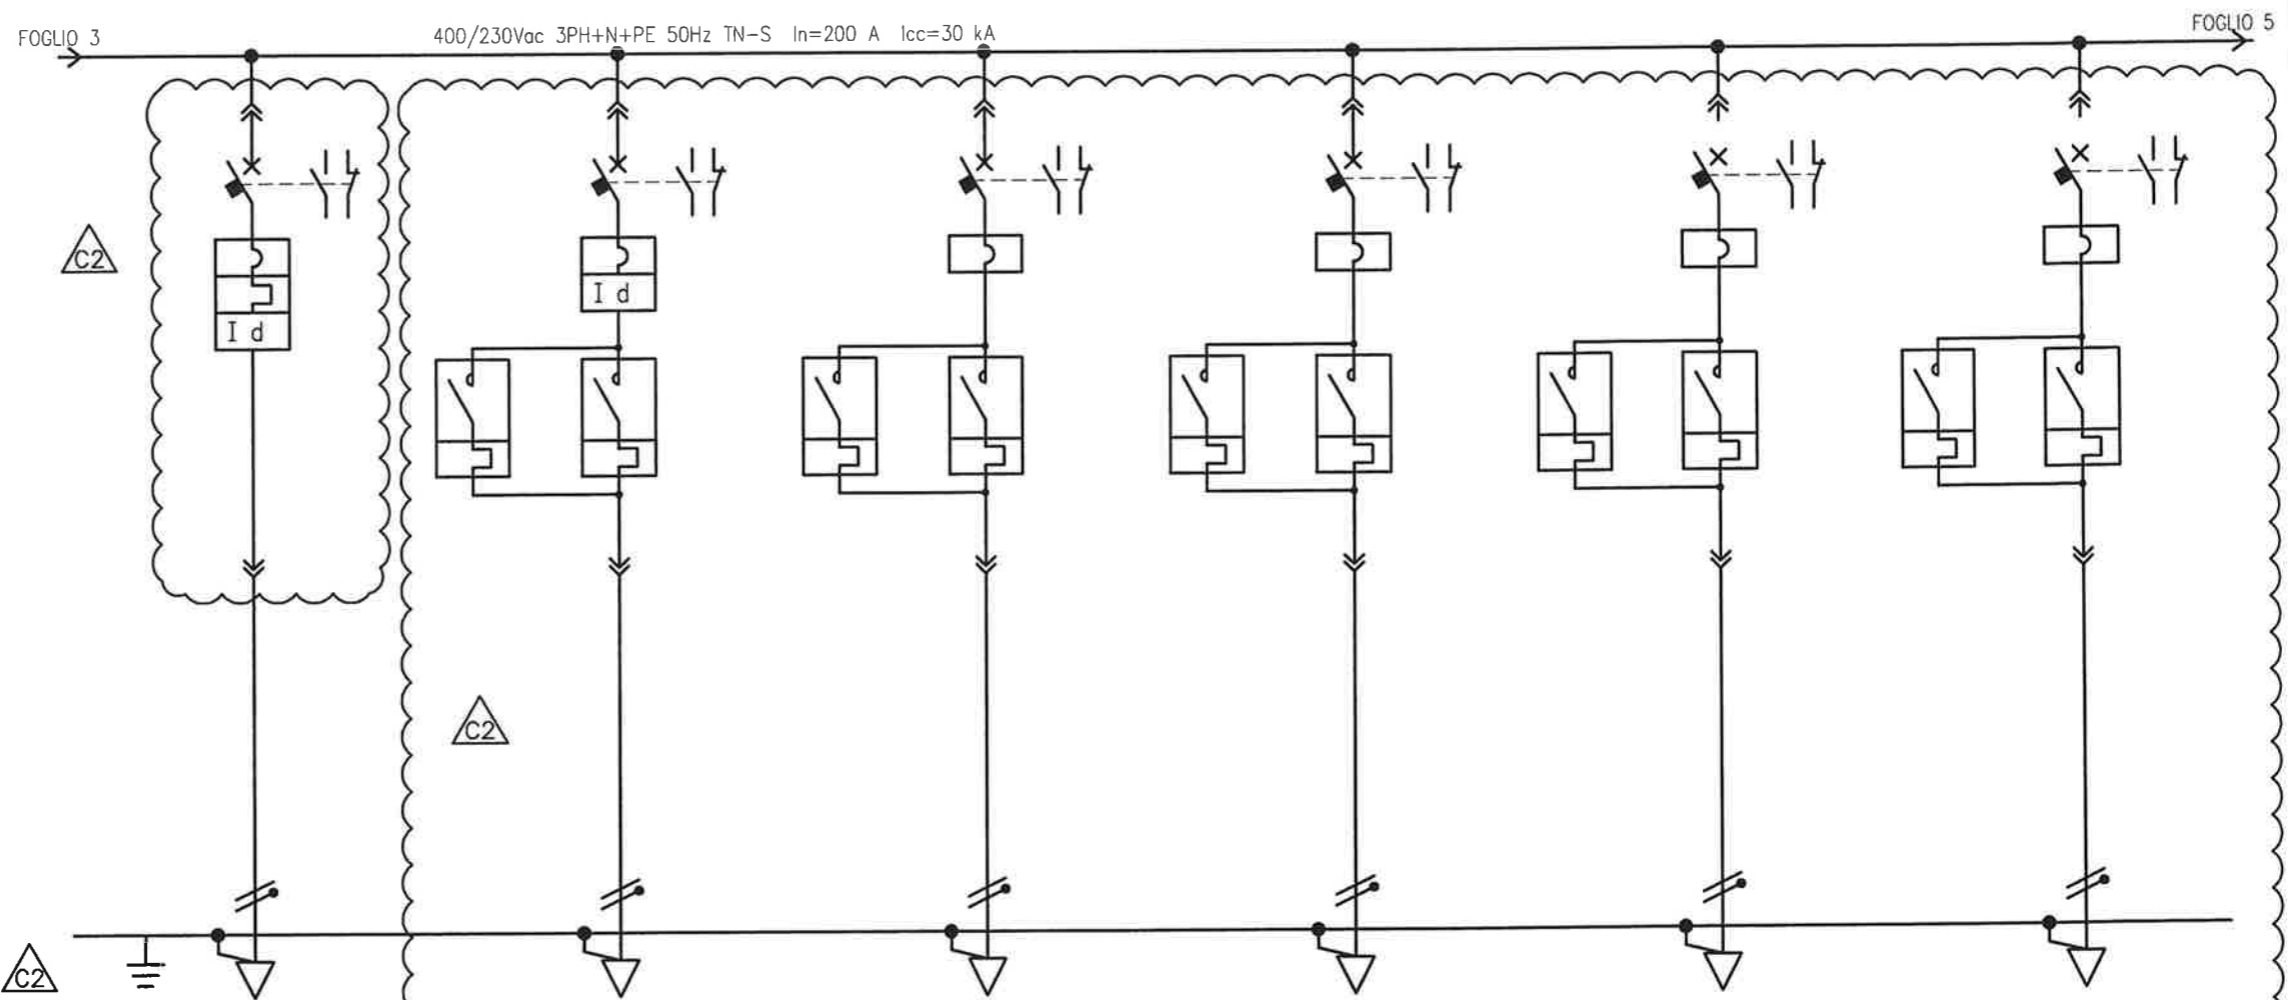 FOGLIO 3
400/230Vac 3PH+N+PE 50Hz TN-S In=200 A Icc=30 kA
FOGLIO 5
C2
I d
I d
C2
C2